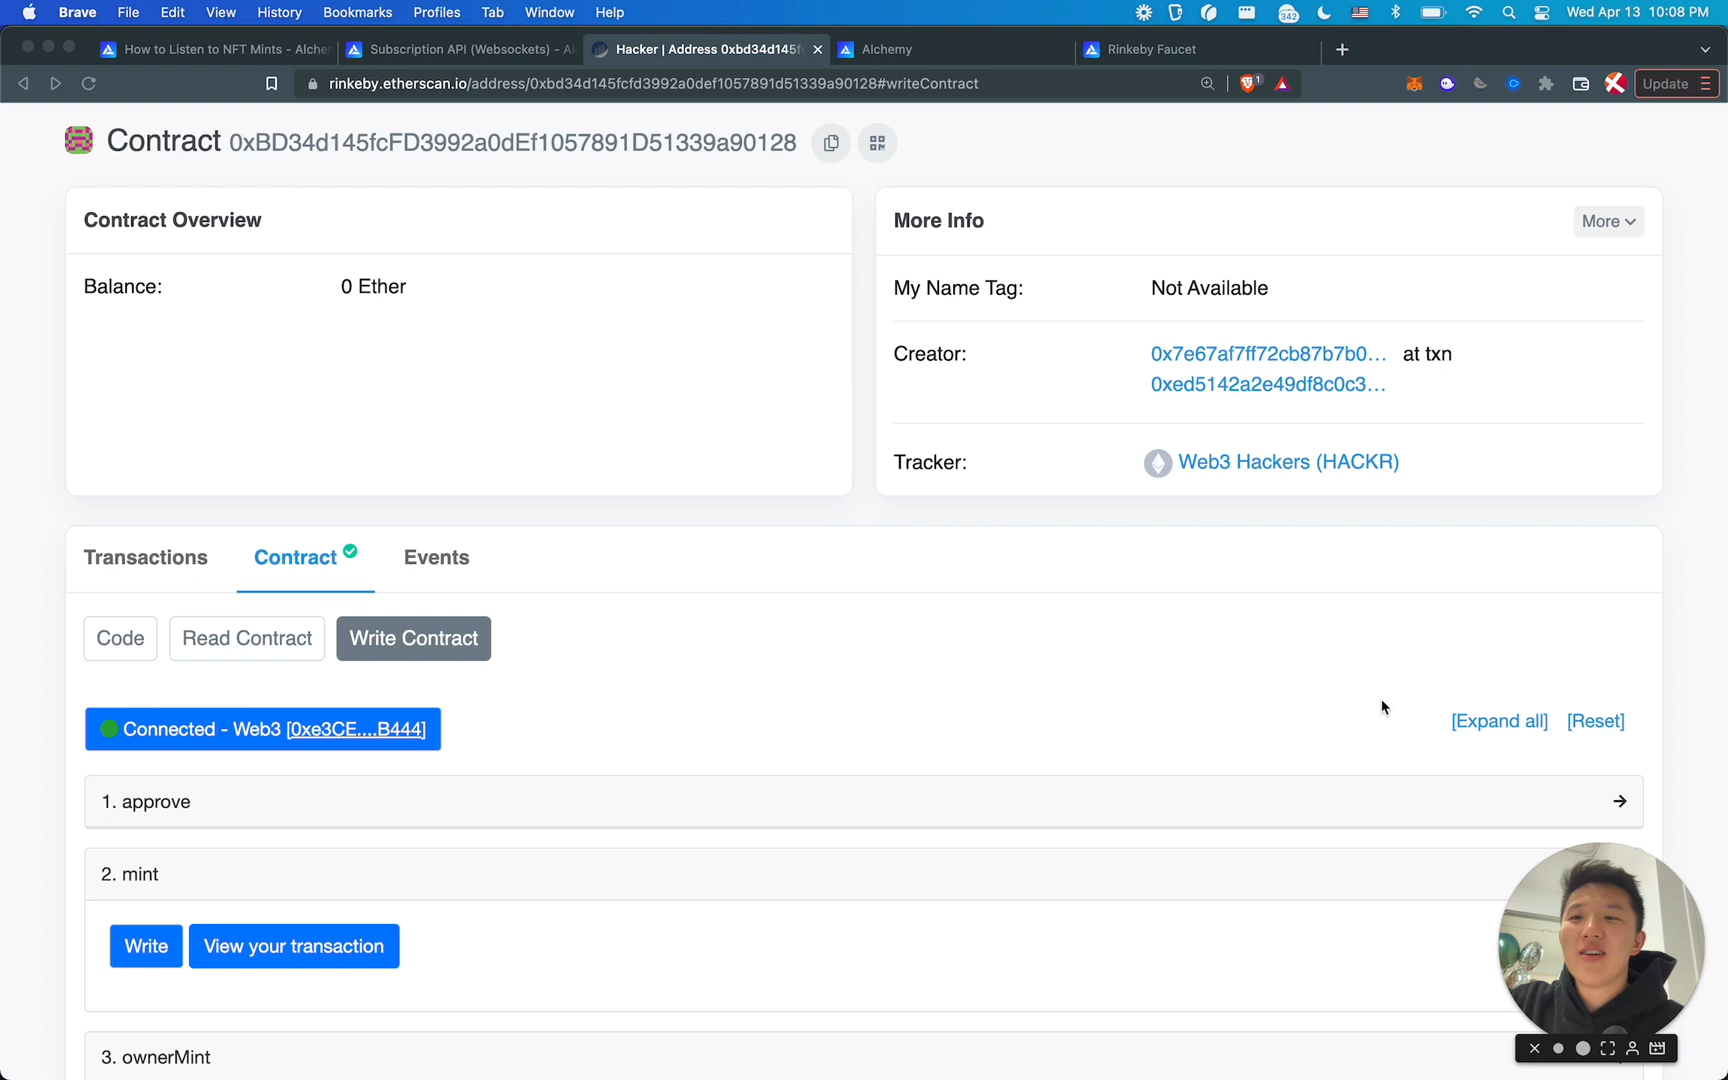 Brave File Edit View History Bookmarks Profiles Tab Window Help
342
Wed Apr 13 10:08 PM
How to Listen to NFT Mints - Alcher
Subscription API (Websockets) - Al
Hacker | Address 0xbd34d145f
Alchemy
Rinkeby Faucet
rinkeby.etherscan.io/address/0xbd34d145fcfd3992a0def1057891d51339a90128#writeContract
1
Update
Contract 0xBD34d145fcFD3992a0dEf1057891D51339a90128
Contract Overview
Balance: 0 Ether
More Info
More
My Name Tag: Not Available
Creator: 0x7e67af7ff72cb87b7b0... at txn
0xed5142a2e49df8c0c3...
Tracker: Web3 Hackers (HACKR)
Transactions Contract Events
Code Read Contract Write Contract
Connected - Web3 [0xe3CE....B444]
[Expand all] [Reset]
1. approve
2. mint
Write View your transaction
3. ownerMint